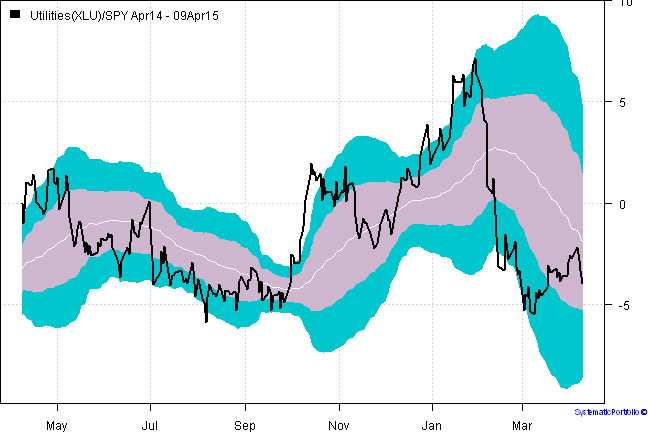 Utilities(XLU)/SPY Apr14 - 09Apr15
10
5
0
-5
May Jul Sep Nov Jan Mar
SystematicPortfolio ©